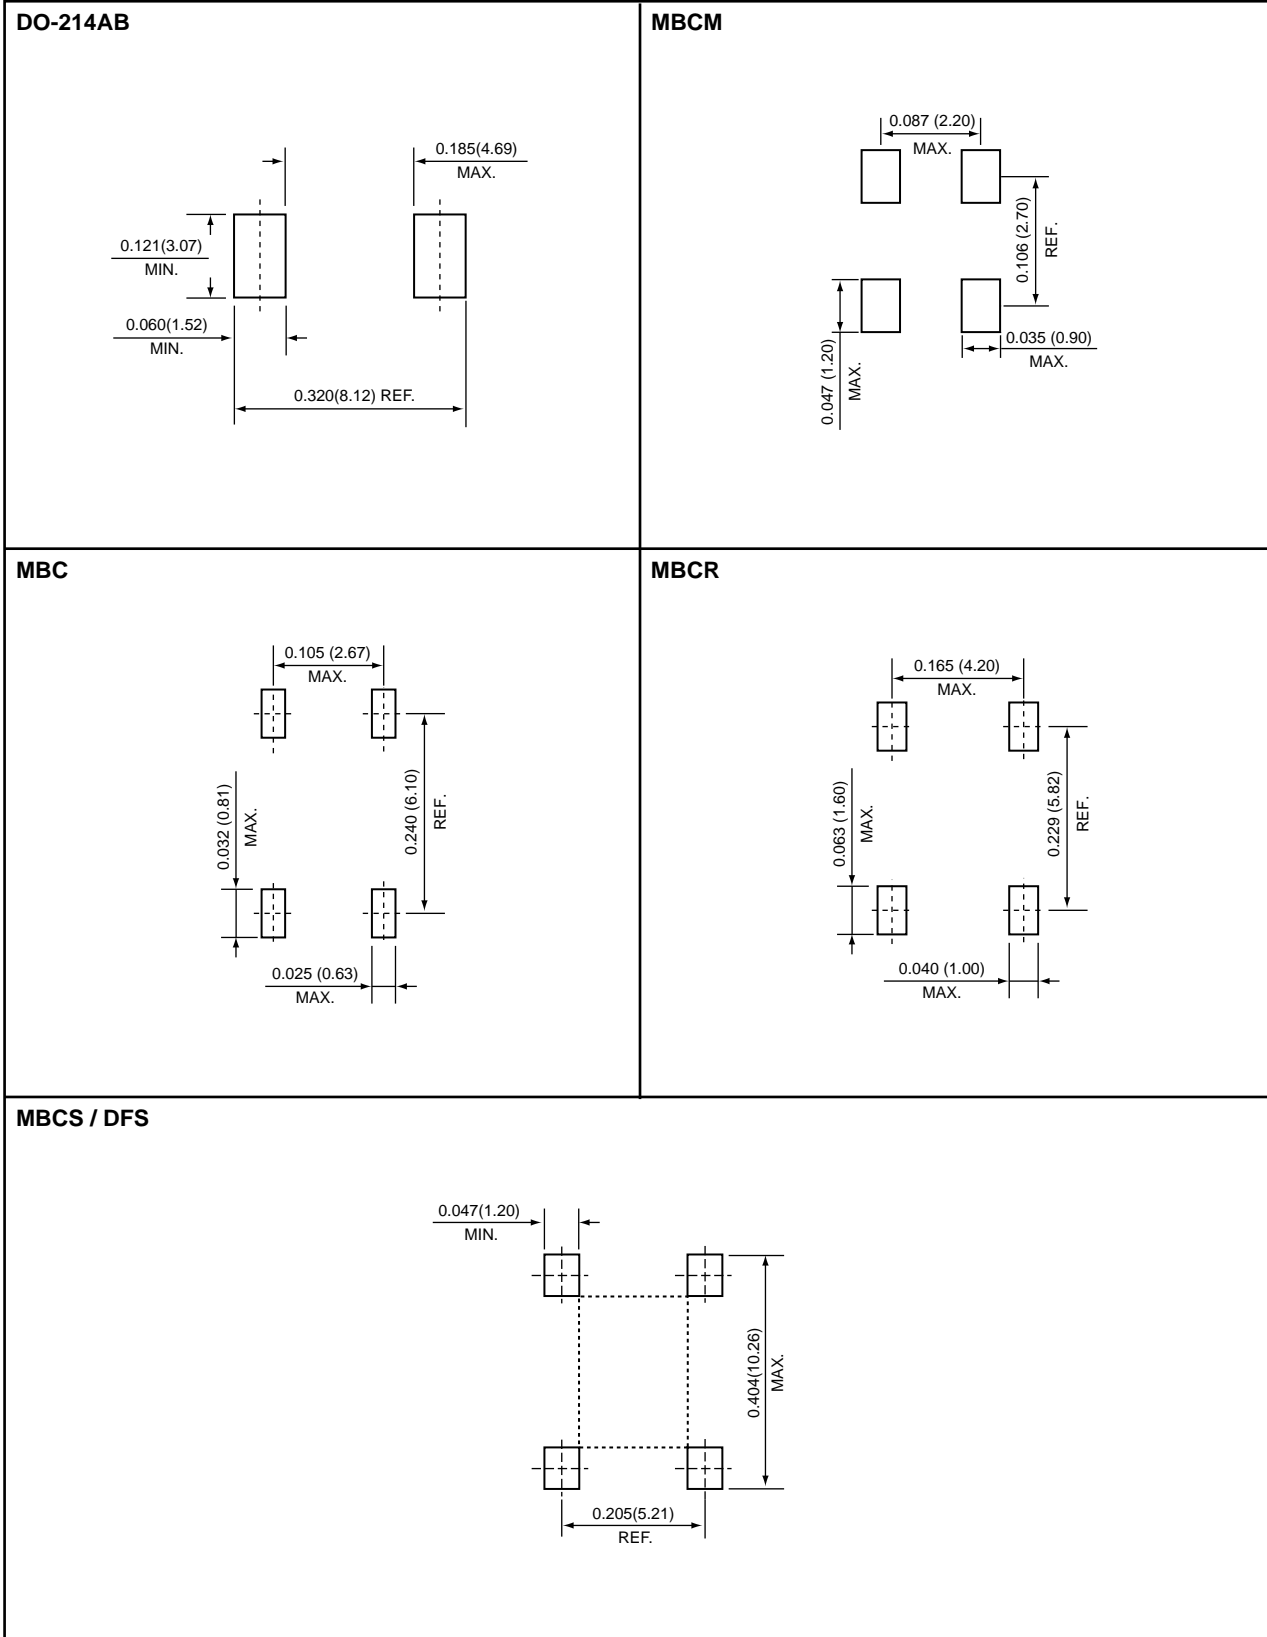 DO-214AB
0.185(4.69)
MAX.
0.121(3.07)
MIN.
0.060(1.52)
MIN.
0.320(8.12) REF.
MBCM
0.087 (2.20)
MAX.
0.106 (2.70)
REF.
0.047 (1.20)
MAX.
0.035 (0.90)
MAX.
MBC
0.105 (2.67)
MAX.
0.032 (0.81)
MAX.
0.240 (6.10)
REF.
0.025 (0.63)
MAX.
MBCR
0.165 (4.20)
MAX.
0.063 (1.60)
MAX.
0.229 (5.82)
REF.
0.040 (1.00)
MAX.
MBCS / DFS
0.047(1.20)
MIN.
0.404(10.26)
MAX.
0.205(5.21)
REF.